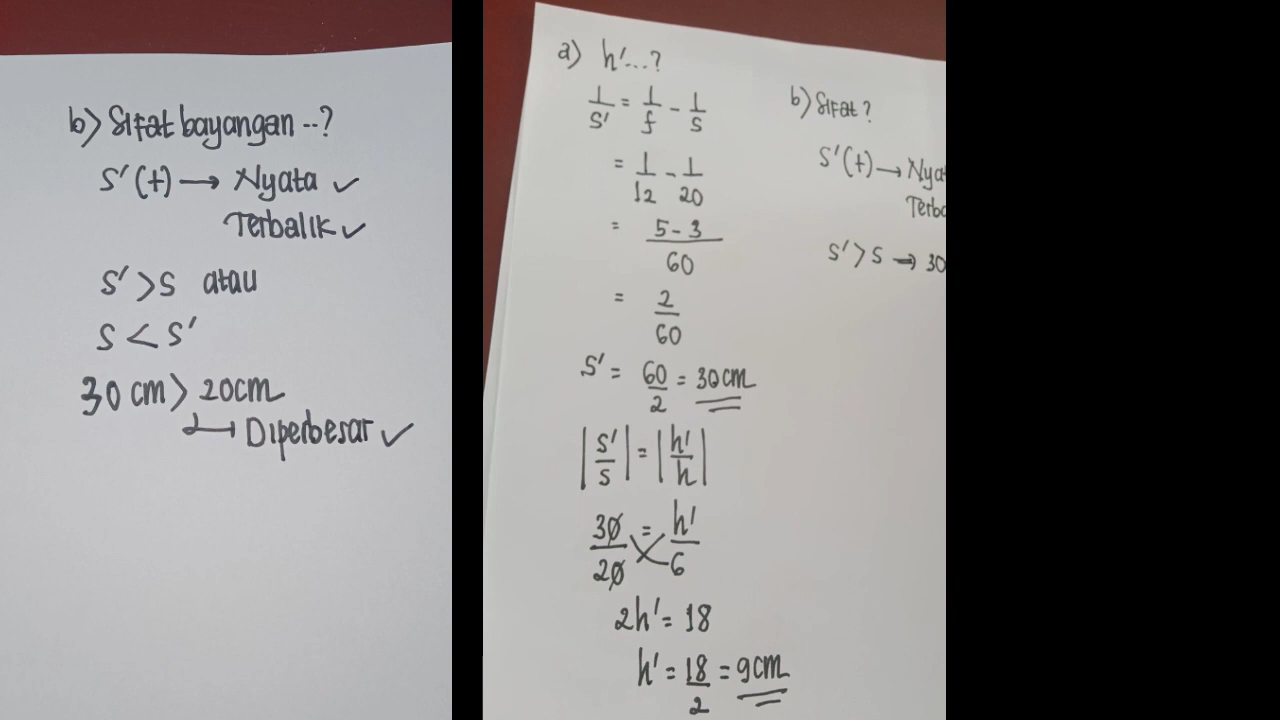 b) Sifat bayangan --?
S'(+) → Nyata ✓
Terbalik ✓
S' > S atau
S < S'
30 cm > 20cm
↳ Diperbesar ✓
a) h'...?
1/S' = 1/f - 1/s
= 1/12 - 1/20
= 5-3/60
= 2/60
S' = 60/2 = 30cm
|S'/S| = |h'/h|
30/20 = h'/6
2h' = 18
h' = 18/2 = 9cm
b) Sifat?
S'(+) → Nya
Terb
S' > S → 30